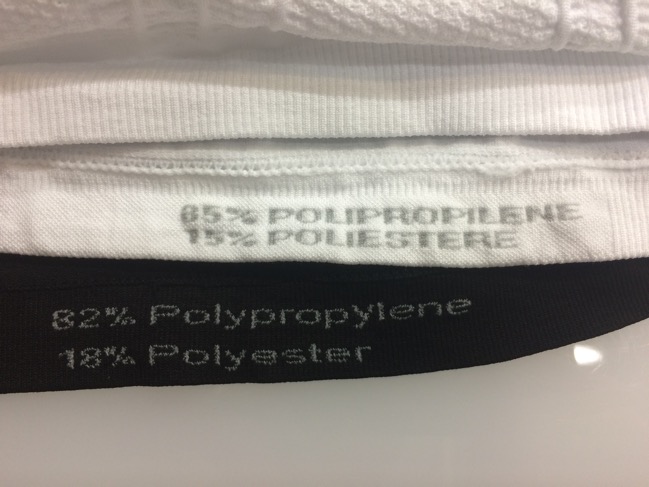 85% POLIPROPILENE
15% POLIESTERE
82% Polypropylene
18% Polyester